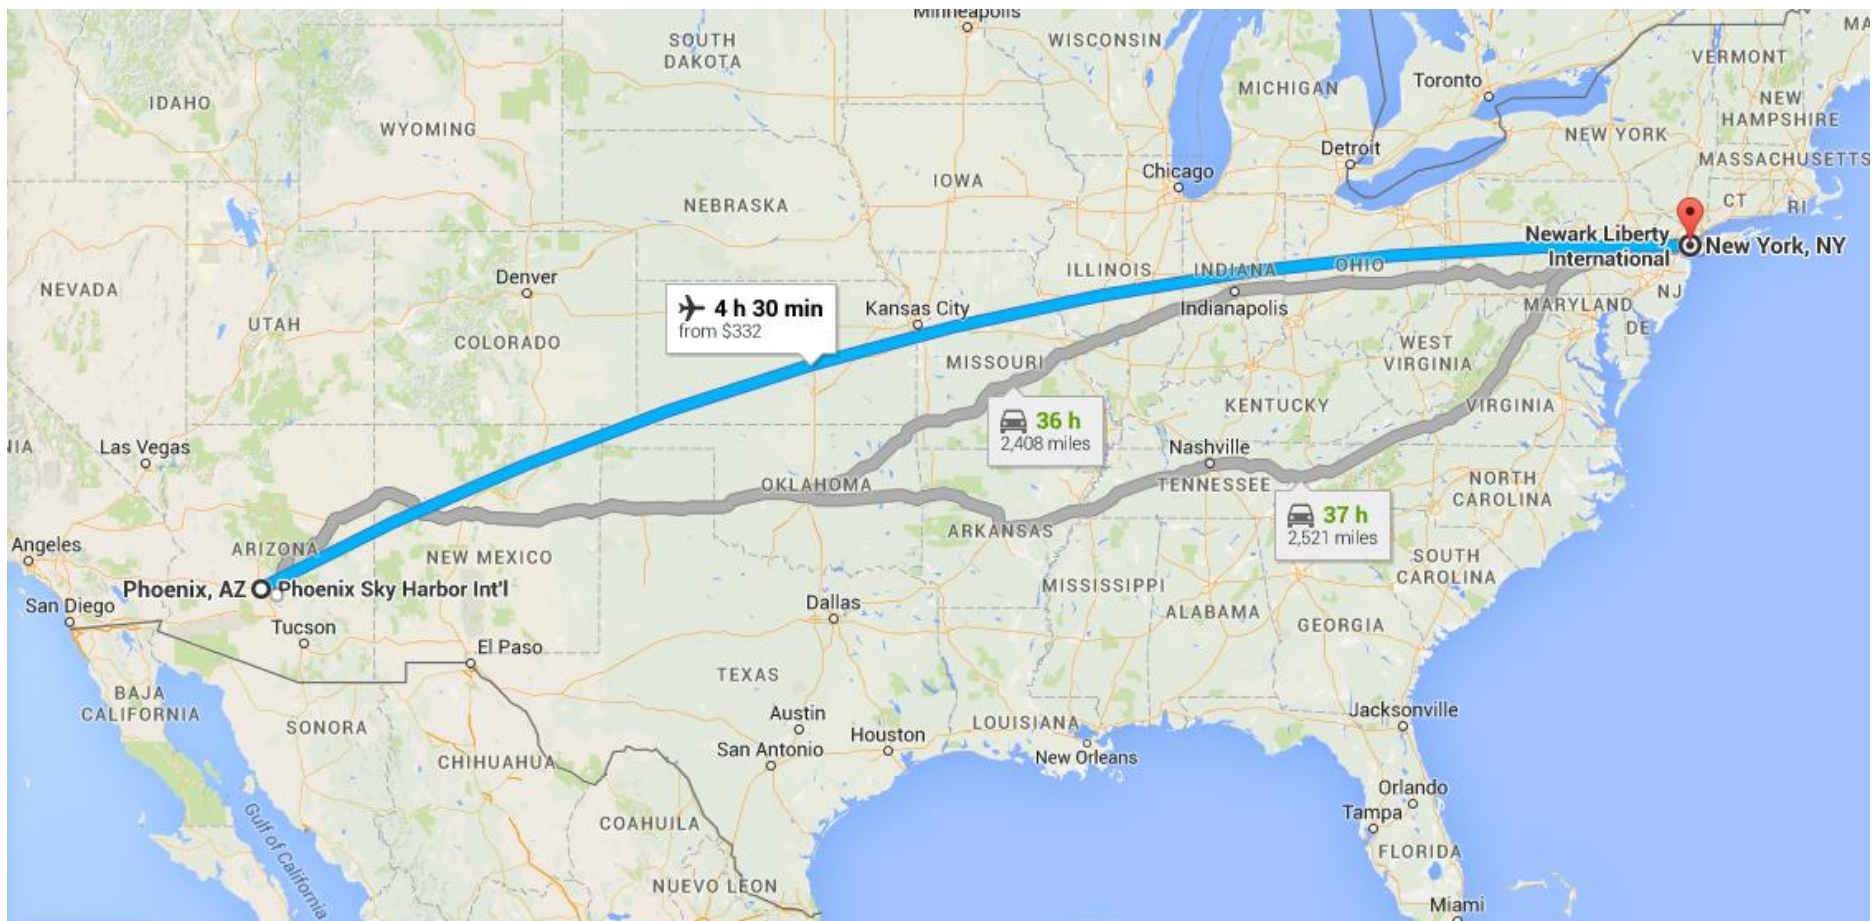 Minneapolis
MA
SOUTH
DAKOTA
WISCONSIN
VERMONT
MICHIGAN
Toronto
IDAHO
NEW
HAMPSHIRE
WYOMING
NEW YORK
Detroit
MASSACHUSETTS
Chicago
IOWA
NEBRASKA
CT
RI
Newark Liberty
International
New York, NY
ILLINOIS
INDIANA
OHIO
Denver
NEVADA
NJ
4 h 30 min
from $332
Kansas City
Indianapolis
MARYLAND
UTAH
DE
COLORADO
WEST
VIRGINIA
MISSOURI
KENTUCKY
VIRGINIA
36 h
2,408 miles
NIA
Las Vegas
Nashville
OKLAHOMA
TENNESSEE
NORTH
CAROLINA
37 h
2,521 miles
ARKANSAS
Angeles
ARIZONA
NEW MEXICO
SOUTH
CAROLINA
Phoenix, AZ
Phoenix Sky Harbor Int'l
MISSISSIPPI
San Diego
Dallas
ALABAMA
Tucson
GEORGIA
El Paso
TEXAS
BAJA
CALIFORNIA
Austin
Jacksonville
SONORA
LOUISIANA
Houston
San Antonio
New Orleans
CHIHUAHUA
Orlando
Tampa
Gulf of California
COAHUILA
FLORIDA
NUEVO LEON
Miami